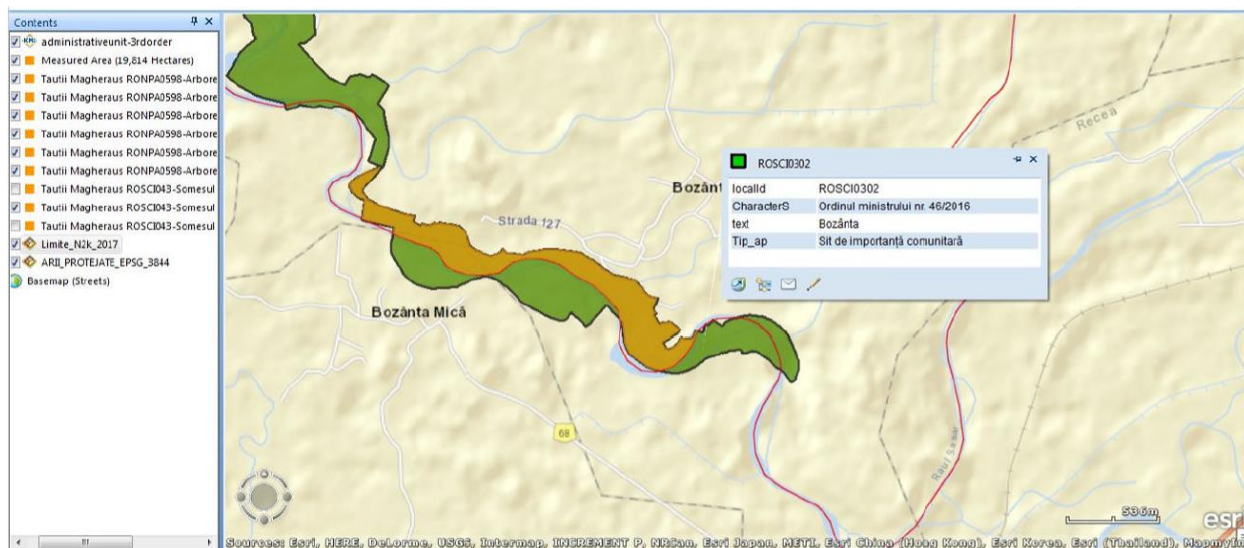 Contents
administrativeunit-3rdorder
Measured Area (19,814 Hectares)
Tautii Magheraus RONPA0598-Arbore
Tautii Magheraus RONPA0598-Arbore
Tautii Magheraus RONPA0598-Arbore
Tautii Magheraus RONPA0598-Arbore
Tautii Magheraus RONPA0598-Arbore
Tautii Magheraus RONPA0598-Arbore
Tautii Magheraus ROSCI043-Somesul
Tautii Magheraus ROSCI043-Somesul
Tautii Magheraus ROSCI043-Somesul
Limite_N2k_2017
ARII_PROTEJATE_EPSG_3844
Basemap (Streets)
Recea
ROSCI0302
localId ROSCI0302
CharacterS Ordinul ministrului nr. 46/2016
text Bozânta
Tip_ap Sit de importanță comunitară
Bozânt
Strada 127
Bozânta Mică
68
Raul Sasar
536m
esri
Sources: Esri, HERE, DeLorme, USGS, Intermap, INCREMENT P, NRCan, Esri Japan, METI, Esri China (Hong Kong), Esri Korea, Esri (Thailand), MapmyIn